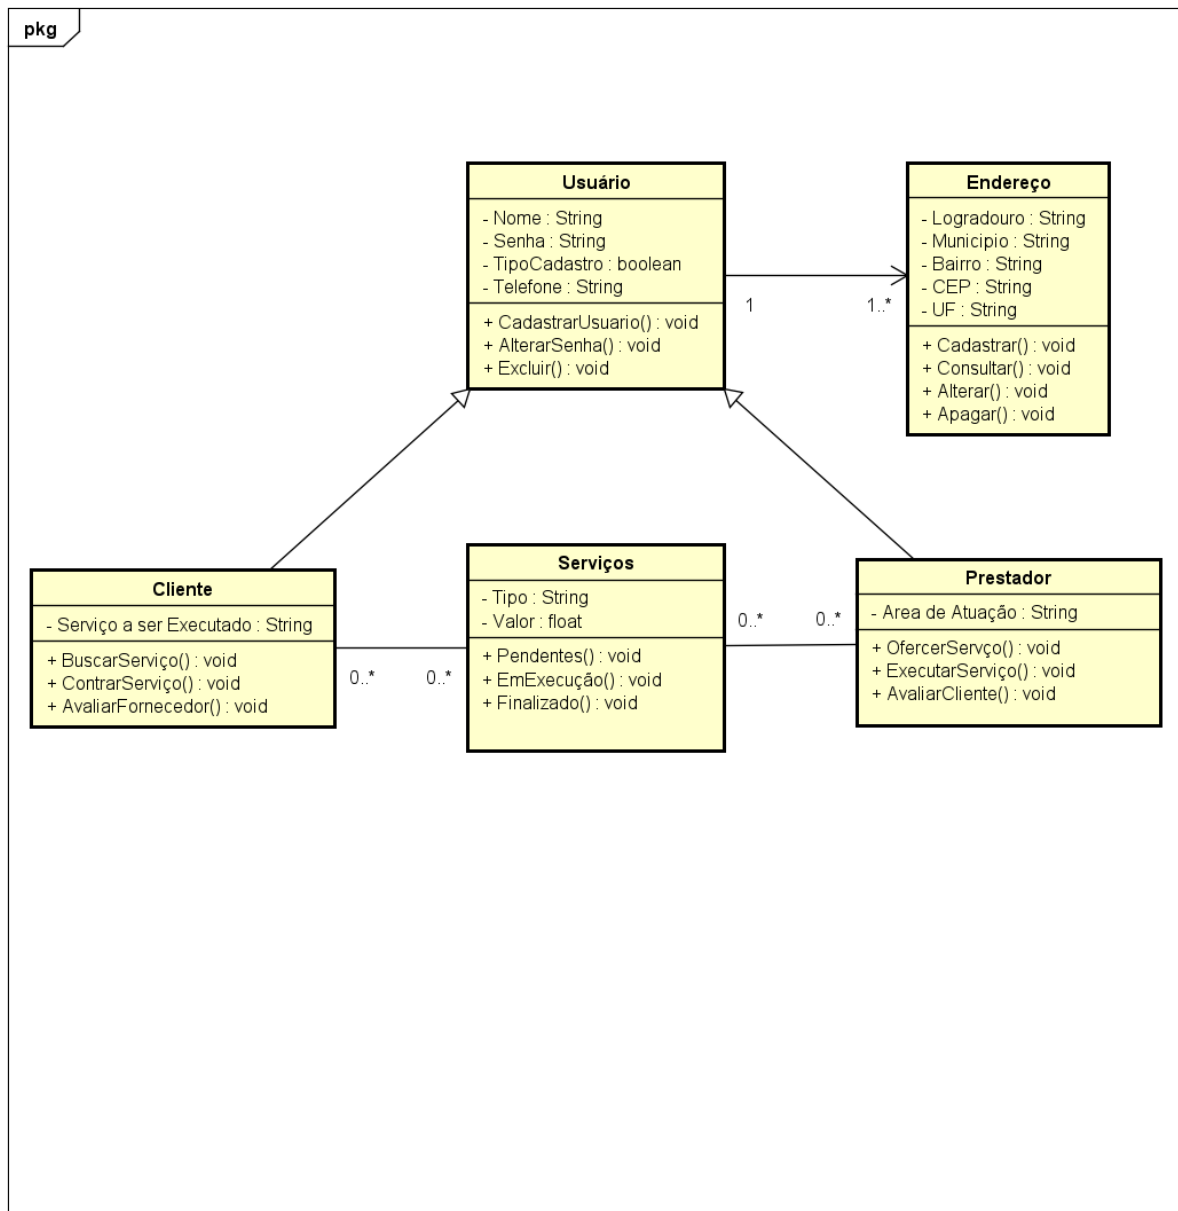 pkg
Usuário
- Nome : String
- Senha : String
- TipoCadastro : boolean
- Telefone : String
+ CadastrarUsuario() : void
+ AlterarSenha() : void
+ Excluir() : void
Endereço
- Logradouro : String
- Municipio : String
- Bairro : String
- CEP : String
- UF : String
+ Cadastrar() : void
+ Consultar() : void
+ Alterar() : void
+ Apagar() : void
1
1..*
Cliente
- Serviço a ser Executado : String
+ BuscarServiço() : void
+ ContrarServiço() : void
+ AvaliarFornecedor() : void
0..*
0..*
Serviços
- Tipo : String
- Valor : float
+ Pendentes() : void
+ EmExecução() : void
+ Finalizado() : void
0..*
0..*
Prestador
- Area de Atuação : String
+ OfercerServço() : void
+ ExecutarServiço() : void
+ AvaliarCliente() : void